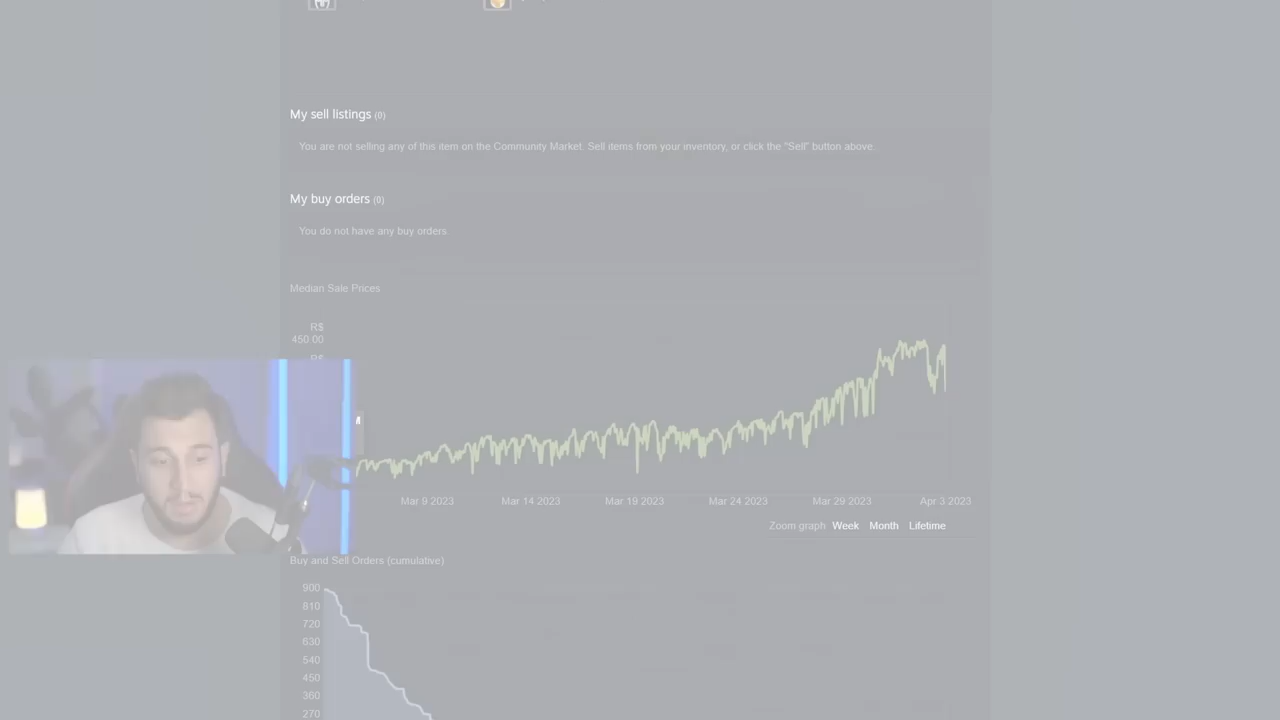 My sell listings (0)
You are not selling any of this item on the Community Market. Sell items from your inventory, or click the "Sell" button above.
My buy orders (0)
You do not have any buy orders
Median Sale Prices
R$
450.00
R$
Mar 9 2023 Mar 14 2023 Mar 19 2023 Mar 24 2023 Mar 29 2023 Apr 3 2023
Zoom graph Week Month Lifetime
Buy and Sell Orders (cumulative)
900
810
720
630
540
450
360
270